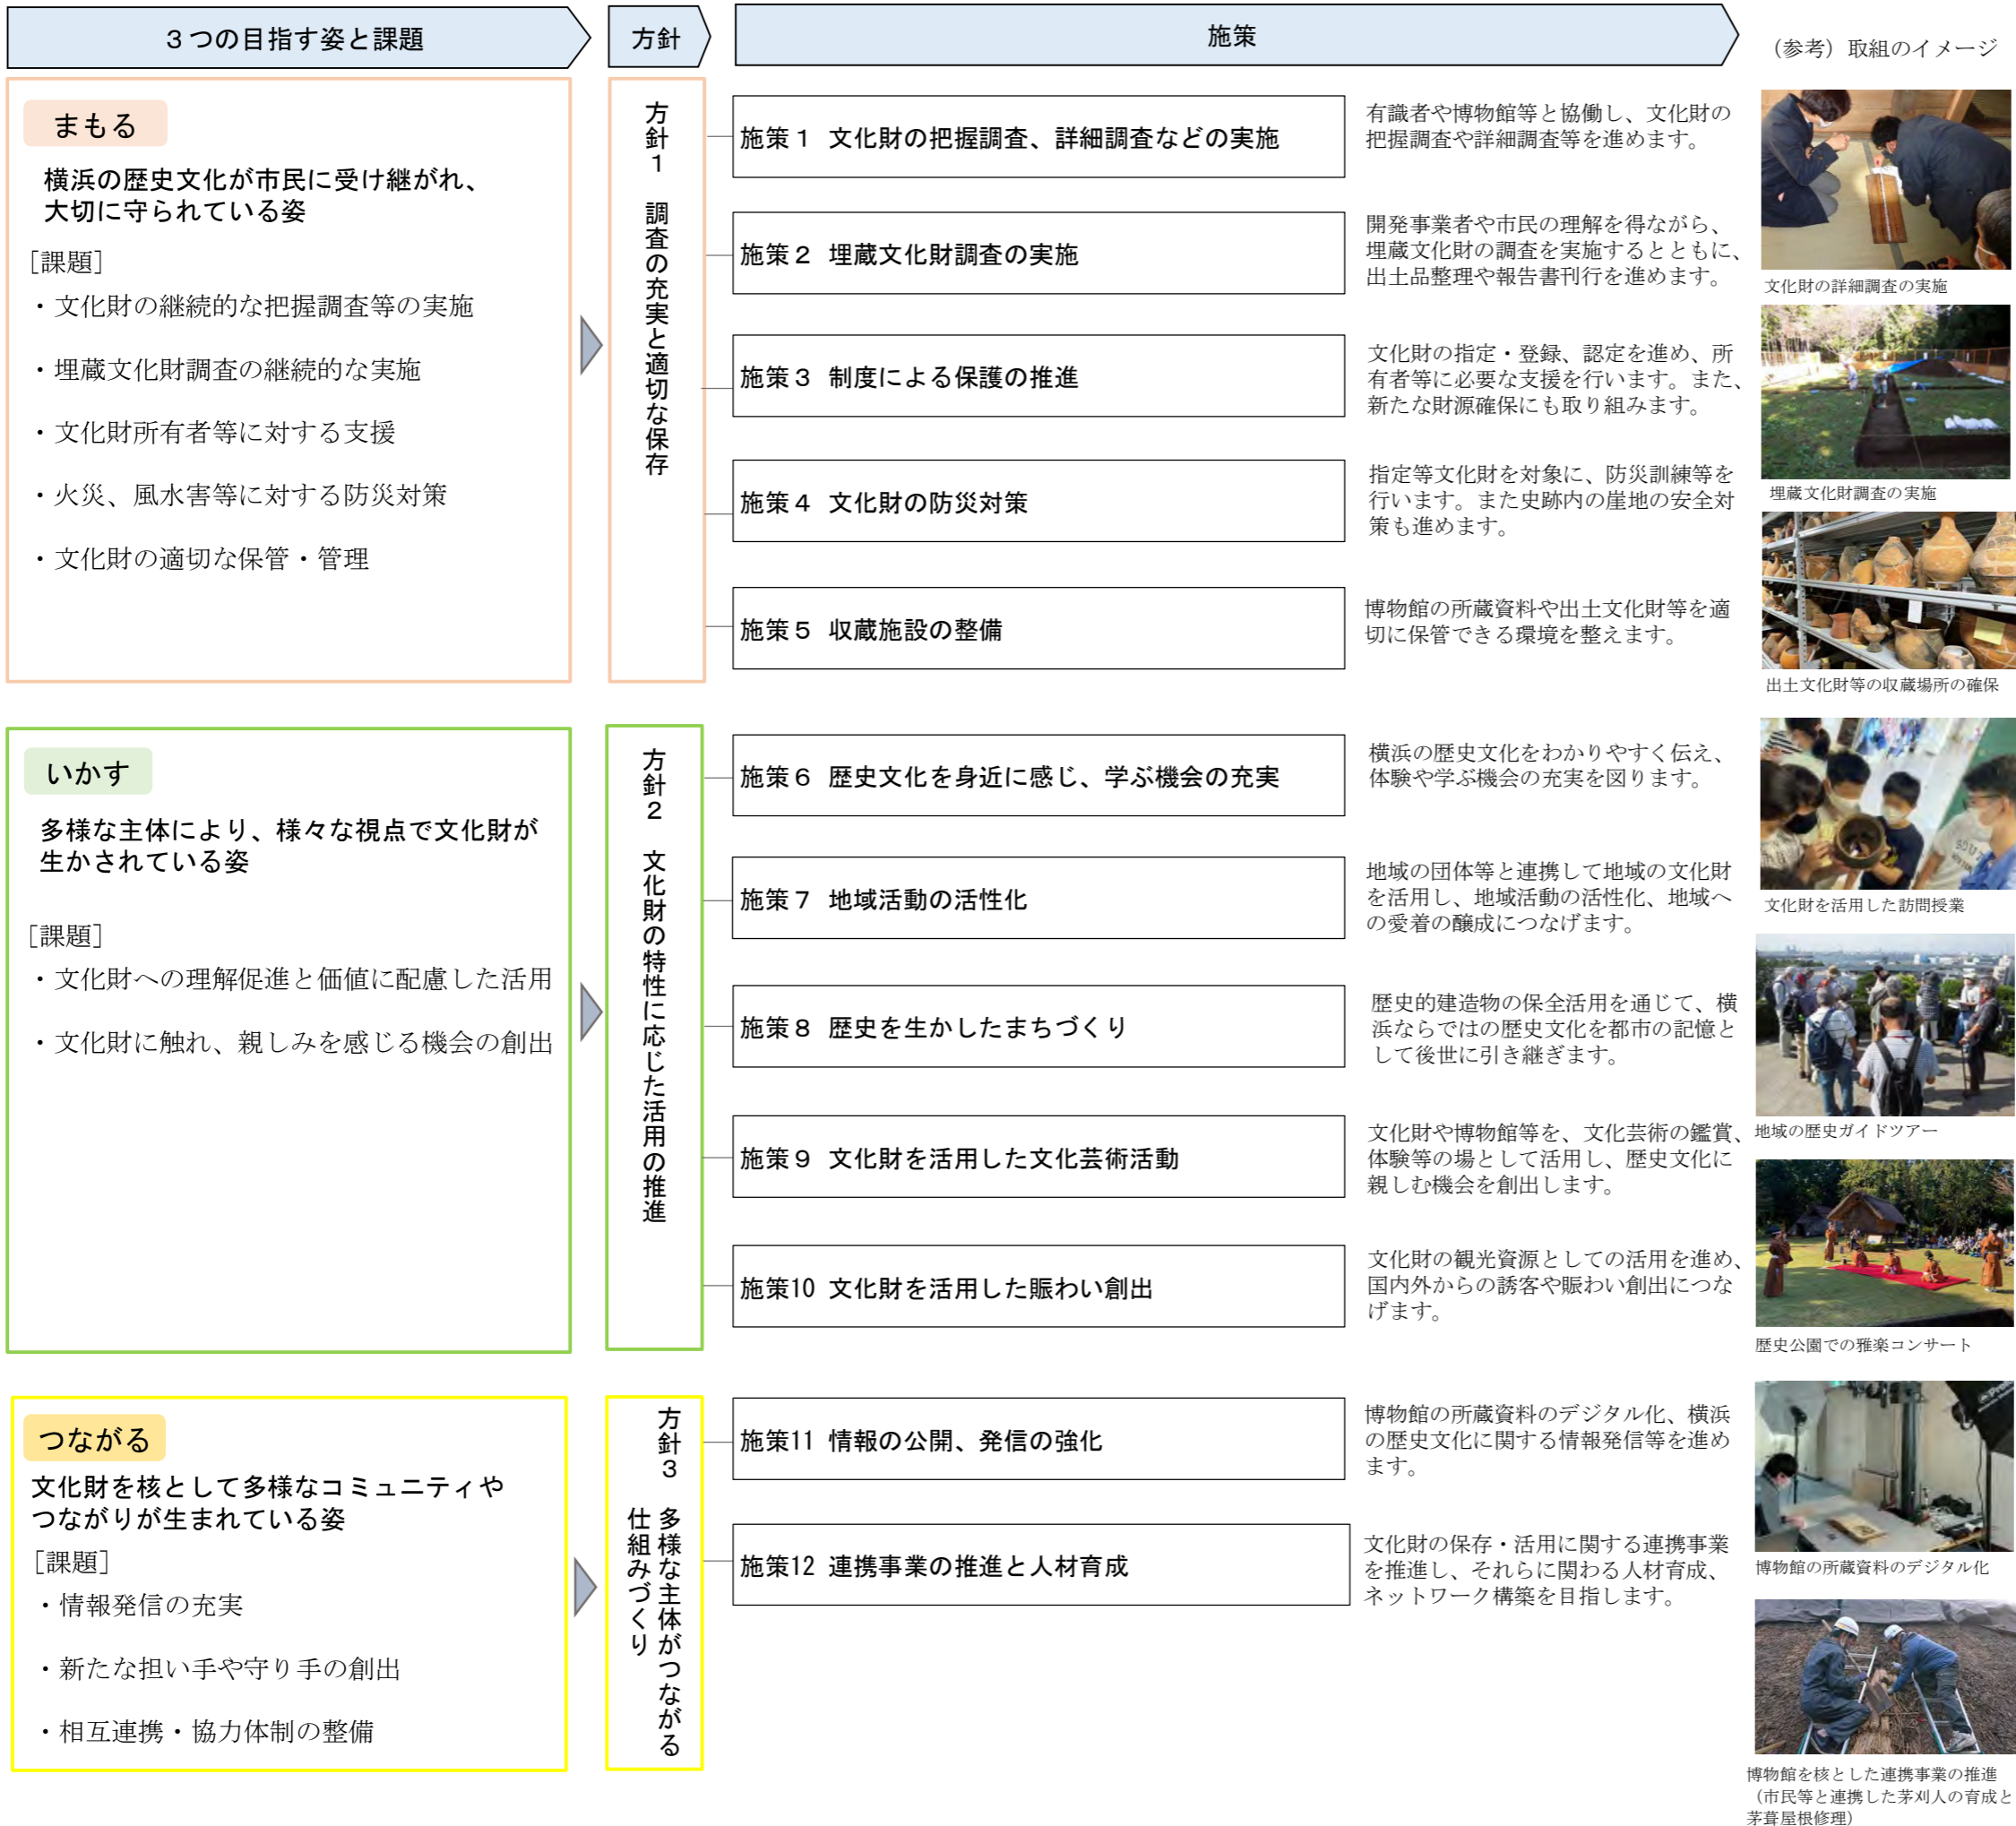 ３つの目指す姿と課題
方針
施策
（参考）取組のイメージ
まもる
横浜の歴史文化が市民に受け継がれ、
大切に守られている姿
［課題］
・文化財の継続的な把握調査等の実施
・埋蔵文化財調査の継続的な実施
・文化財所有者等に対する支援
・火災、風水害等に対する防災対策
・文化財の適切な保管・管理
方針１　調査の充実と適切な保存
施策１ 文化財の把握調査、詳細調査などの実施
有識者や博物館等と協働し、文化財の
把握調査や詳細調査等を進めます。
施策２ 埋蔵文化財調査の実施
開発事業者や市民の理解を得ながら、
埋蔵文化財の調査を実施するとともに、
出土品整理や報告書刊行を進めます。
施策３ 制度による保護の推進
文化財の指定・登録、認定を進め、所
有者等に必要な支援を行います。また、
新たな財源確保にも取り組みます。
施策４ 文化財の防災対策
指定等文化財を対象に、防災訓練等を
行います。また史跡内の崖地の安全対
策も進めます。
施策５ 収蔵施設の整備
博物館の所蔵資料や出土文化財等を適
切に保管できる環境を整えます。
文化財の詳細調査の実施
埋蔵文化財調査の実施
出土文化財等の収蔵場所の確保
いかす
多様な主体により、様々な視点で文化財が
生かされている姿
［課題］
・文化財への理解促進と価値に配慮した活用
・文化財に触れ、親しみを感じる機会の創出
方針２　文化財の特性に応じた活用の推進
施策６ 歴史文化を身近に感じ、学ぶ機会の充実
横浜の歴史文化をわかりやすく伝え、
体験や学ぶ機会の充実を図ります。
施策７ 地域活動の活性化
地域の団体等と連携して地域の文化財
を活用し、地域活動の活性化、地域へ
の愛着の醸成につなげます。
施策８ 歴史を生かしたまちづくり
歴史的建造物の保全活用を通じて、横
浜ならではの歴史文化を都市の記憶と
して後世に引き継ぎます。
施策９ 文化財を活用した文化芸術活動
文化財や博物館等を、文化芸術の鑑賞、
体験等の場として活用し、歴史文化に
親しむ機会を創出します。
施策10 文化財を活用した賑わい創出
文化財の観光資源としての活用を進め、
国内外からの誘客や賑わい創出につな
げます。
文化財を活用した訪問授業
地域の歴史ガイドツアー
歴史公園での雅楽コンサート
つながる
文化財を核として多様なコミュニティや
つながりが生まれている姿
［課題］
・情報発信の充実
・新たな担い手や守り手の創出
・相互連携・協力体制の整備
方針３　多様な主体がつながる
仕組みづくり
施策11 情報の公開、発信の強化
博物館の所蔵資料のデジタル化、横浜
の歴史文化に関する情報発信等を進め
ます。
施策12 連携事業の推進と人材育成
文化財の保存・活用に関する連携事業
を推進し、それらに関わる人材育成、
ネットワーク構築を目指します。
博物館の所蔵資料のデジタル化
博物館を核とした連携事業の推進
（市民等と連携した茅刈人の育成と
茅葺屋根修理）